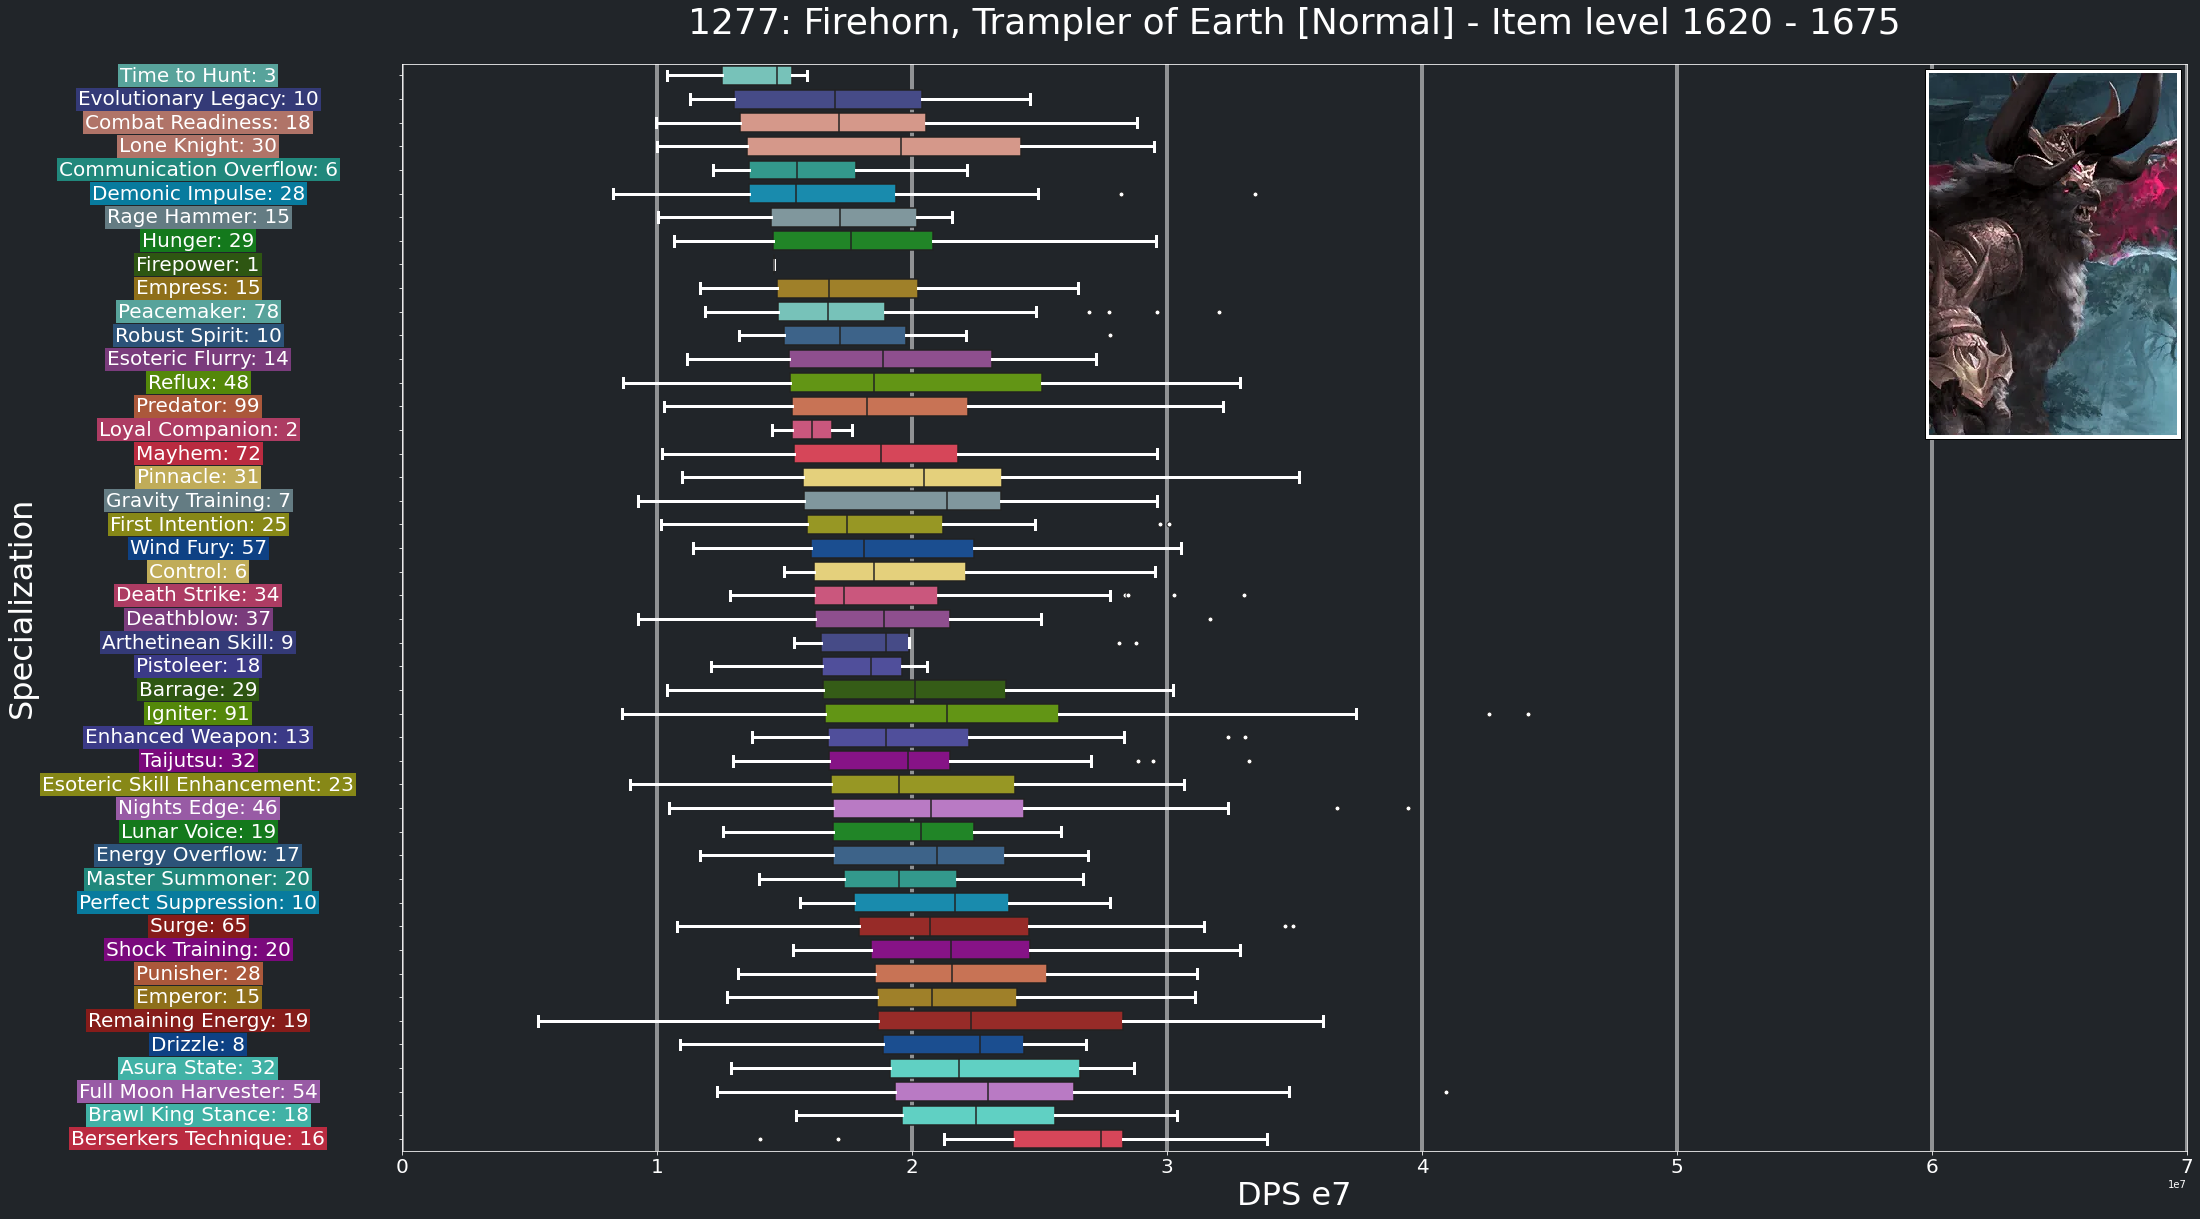 1277: Firehorn, Trampler of Earth [Normal] - Item level 1620 - 1675
Specialization
Time to Hunt: 3
Evolutionary Legacy: 10
Combat Readiness: 18
Lone Knight: 30
Communication Overflow: 6
Demonic Impulse: 28
Rage Hammer: 15
Hunger: 29
Firepower: 1
Empress: 15
Peacemaker: 78
Robust Spirit: 10
Esoteric Flurry: 14
Reflux: 48
Predator: 99
Loyal Companion: 2
Mayhem: 72
Pinnacle: 31
Gravity Training: 7
First Intention: 25
Wind Fury: 57
Control: 6
Death Strike: 34
Deathblow: 37
Arthetinean Skill: 9
Pistoleer: 18
Barrage: 29
Igniter: 91
Enhanced Weapon: 13
Taijutsu: 32
Esoteric Skill Enhancement: 23
Nights Edge: 46
Lunar Voice: 19
Energy Overflow: 17
Master Summoner: 20
Perfect Suppression: 10
Surge: 65
Shock Training: 20
Punisher: 28
Emperor: 15
Remaining Energy: 19
Drizzle: 8
Asura State: 32
Full Moon Harvester: 54
Brawl King Stance: 18
Berserkers Technique: 16
0 1 2 3 4 5 6 7
1e7
DPS e7